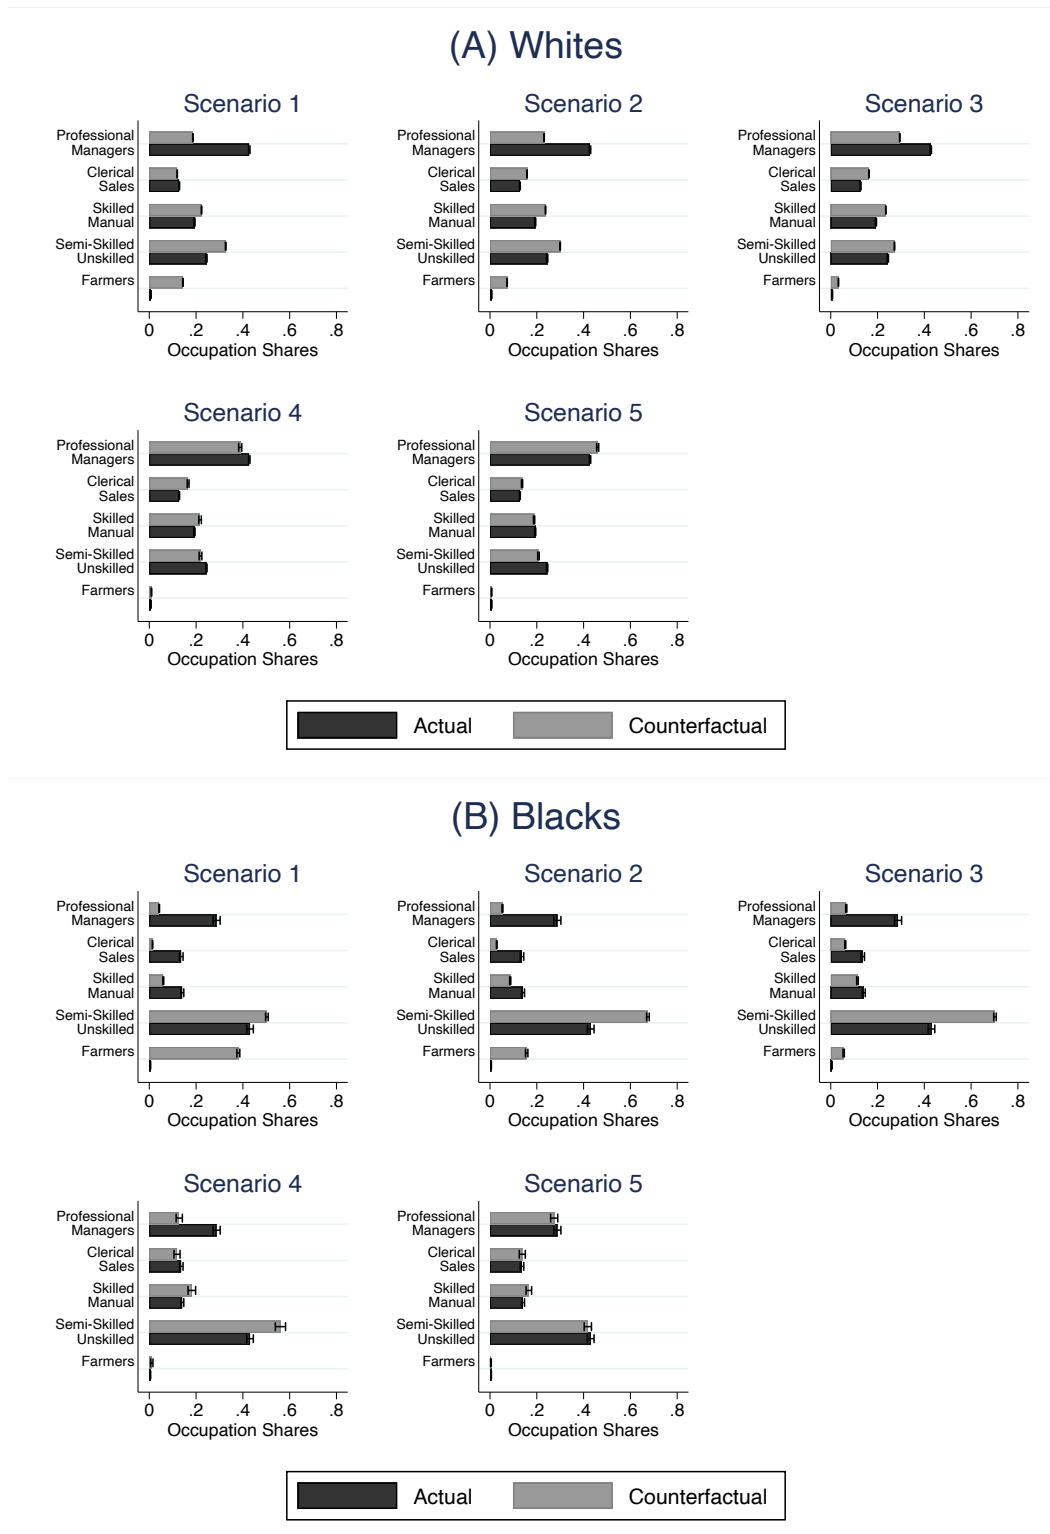 (A) Whites
Scenario 1
Professional
Managers
Clerical
Sales
Skilled
Manual
Semi-Skilled
Unskilled
Farmers
0 .2 .4 .6 .8
Occupation Shares
Scenario 2
Professional
Managers
Clerical
Sales
Skilled
Manual
Semi-Skilled
Unskilled
Farmers
0 .2 .4 .6 .8
Occupation Shares
Scenario 3
Professional
Managers
Clerical
Sales
Skilled
Manual
Semi-Skilled
Unskilled
Farmers
0 .2 .4 .6 .8
Occupation Shares
Scenario 4
Professional
Managers
Clerical
Sales
Skilled
Manual
Semi-Skilled
Unskilled
Farmers
0 .2 .4 .6 .8
Occupation Shares
Scenario 5
Professional
Managers
Clerical
Sales
Skilled
Manual
Semi-Skilled
Unskilled
Farmers
0 .2 .4 .6 .8
Occupation Shares
Actual Counterfactual
(B) Blacks
Scenario 1
Professional
Managers
Clerical
Sales
Skilled
Manual
Semi-Skilled
Unskilled
Farmers
0 .2 .4 .6 .8
Occupation Shares
Scenario 2
Professional
Managers
Clerical
Sales
Skilled
Manual
Semi-Skilled
Unskilled
Farmers
0 .2 .4 .6 .8
Occupation Shares
Scenario 3
Professional
Managers
Clerical
Sales
Skilled
Manual
Semi-Skilled
Unskilled
Farmers
0 .2 .4 .6 .8
Occupation Shares
Scenario 4
Professional
Managers
Clerical
Sales
Skilled
Manual
Semi-Skilled
Unskilled
Farmers
0 .2 .4 .6 .8
Occupation Shares
Scenario 5
Professional
Managers
Clerical
Sales
Skilled
Manual
Semi-Skilled
Unskilled
Farmers
0 .2 .4 .6 .8
Occupation Shares
Actual Counterfactual